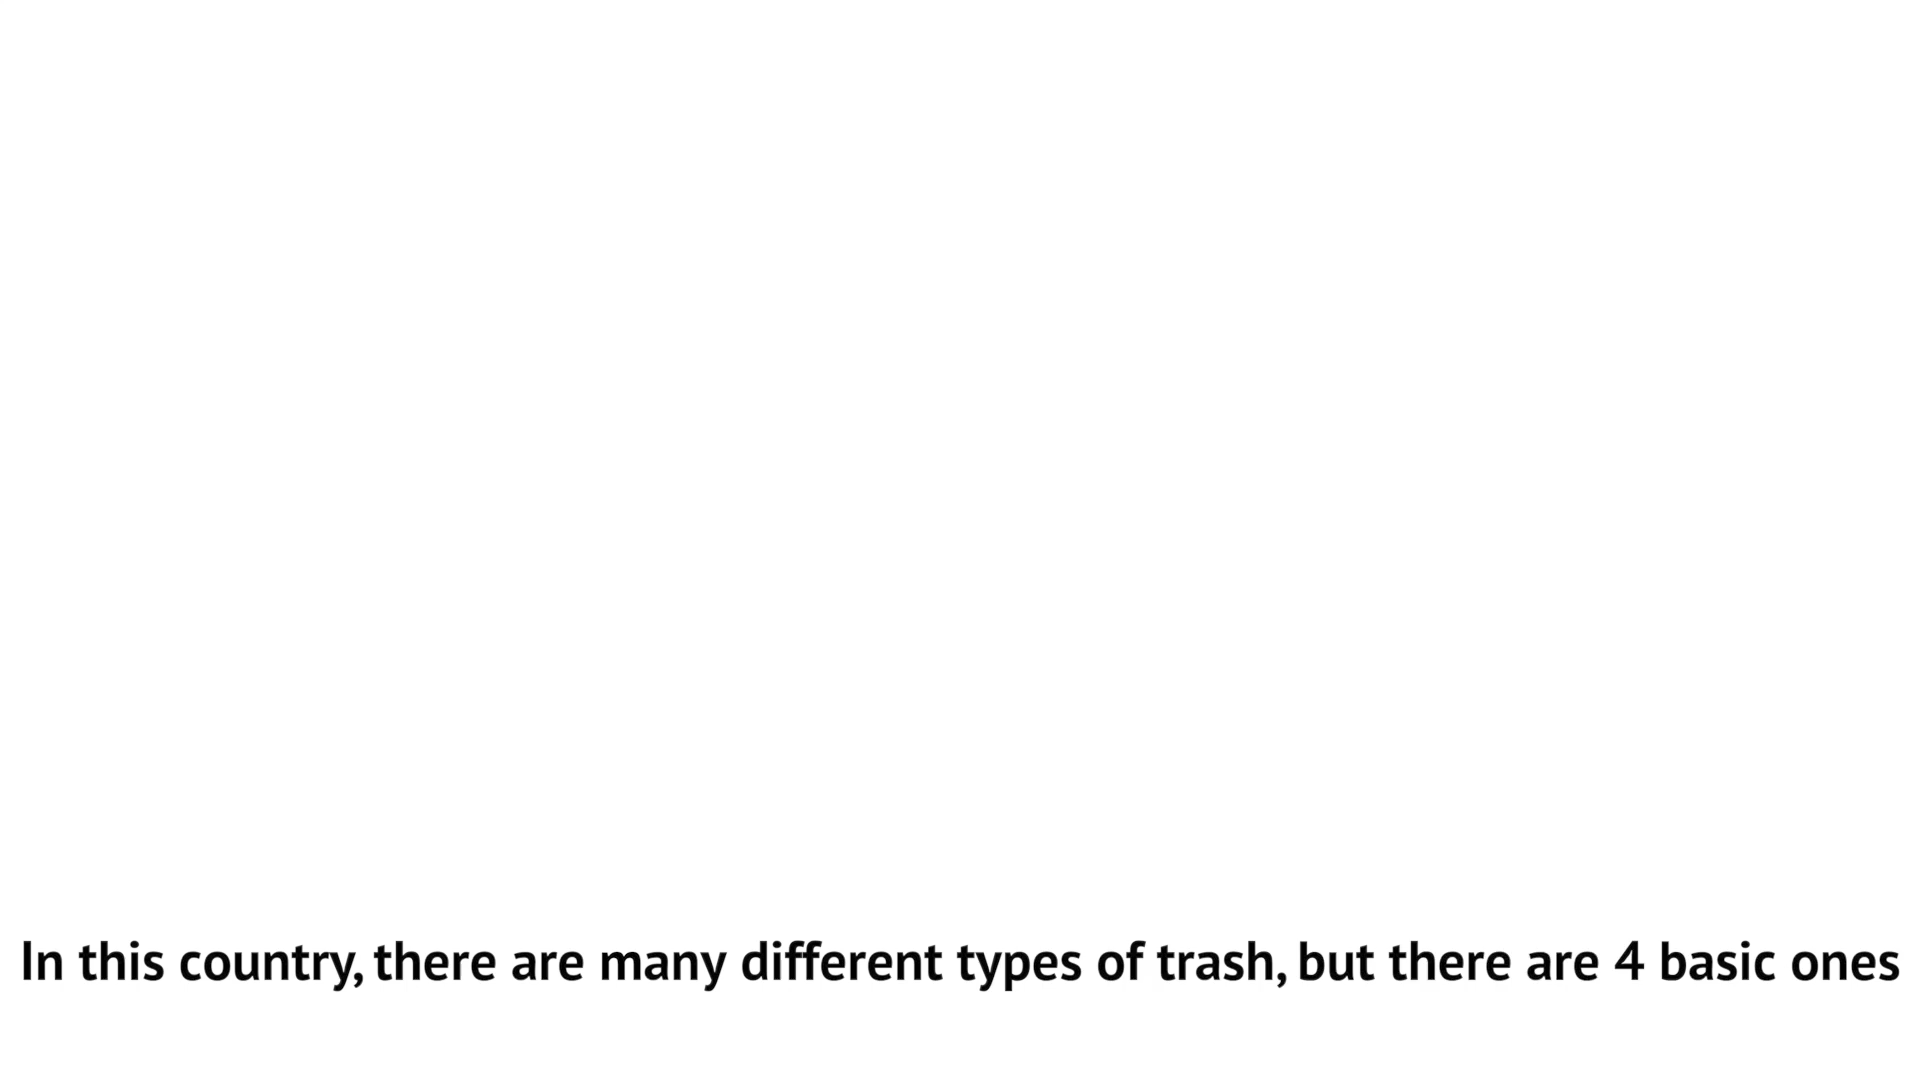 In this country, there are many different types of trash, but there are 4 basic ones